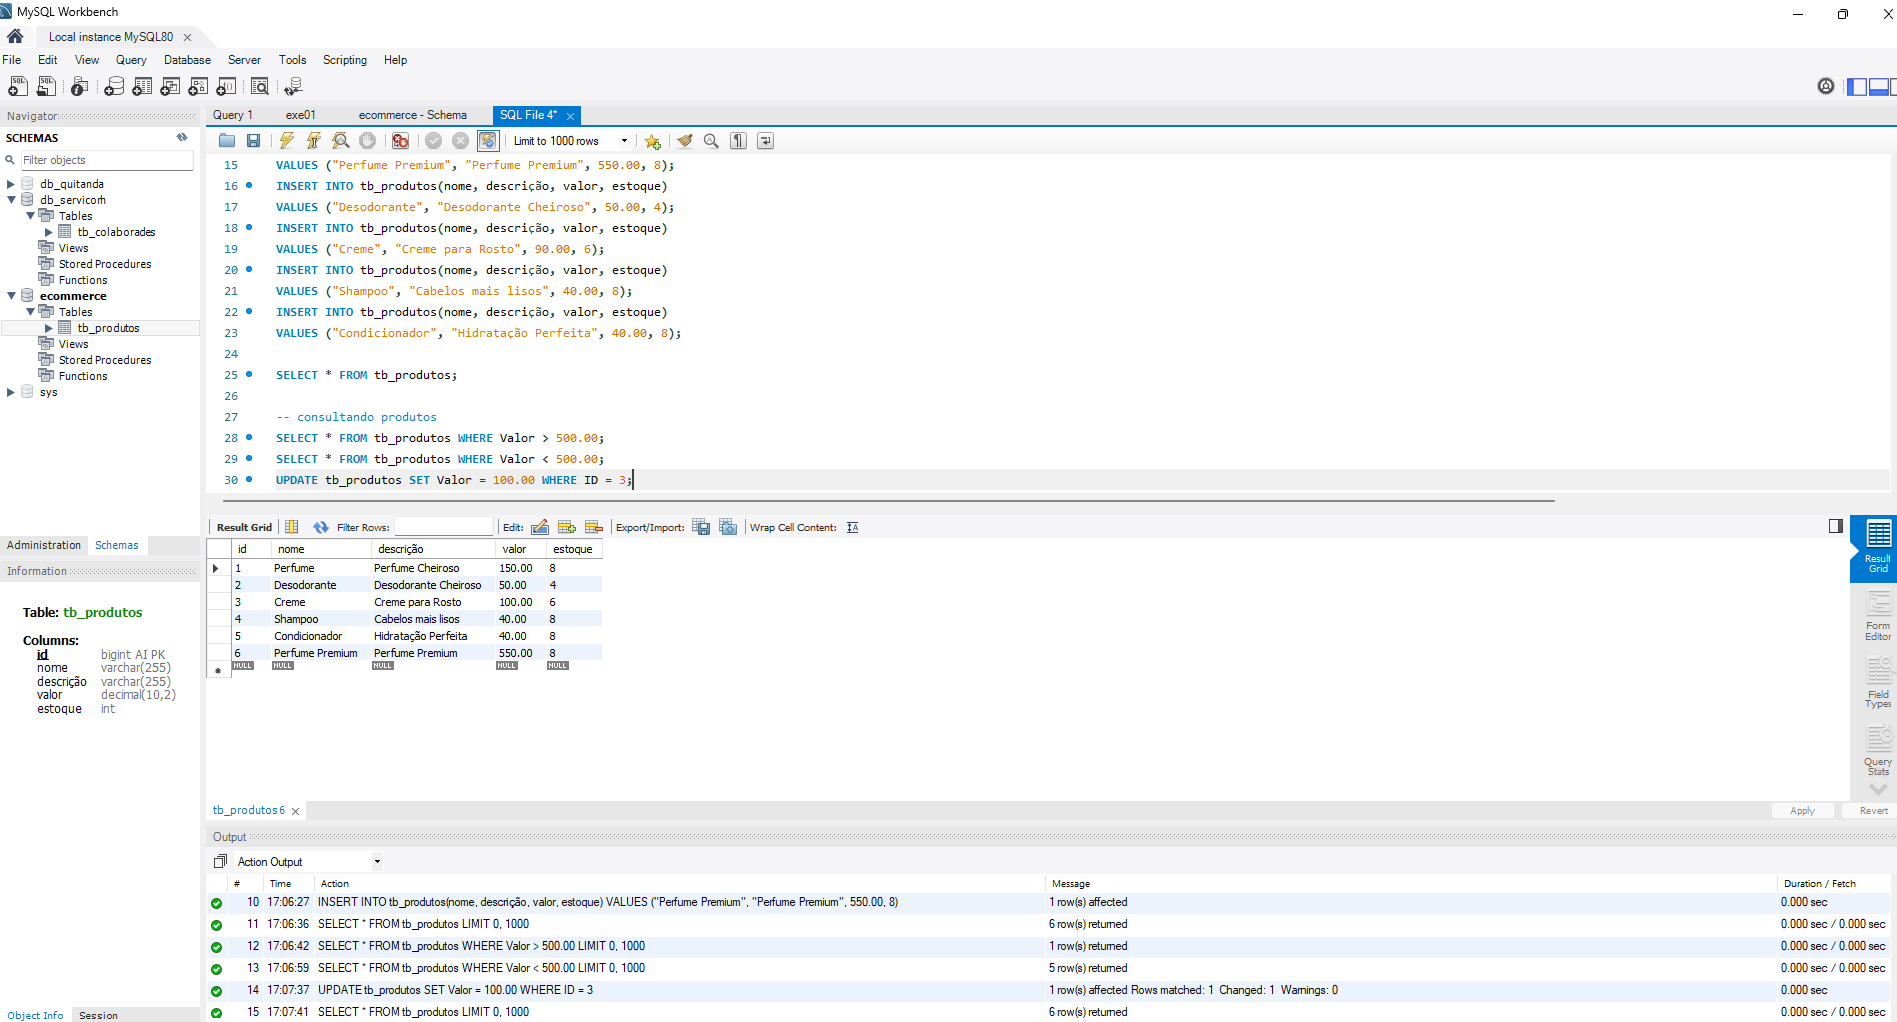 MySQL Workbench
Local instance MySQL80
File Edit View Query Database Server Tools Scripting Help
Navigator
SCHEMAS
Filter objects
db_quitanda
db_servicorh
Tables
tb_colaborades
Views
Stored Procedures
Functions
ecommerce
Tables
tb_produtos
Views
Stored Procedures
Functions
sys
Administration Schemas
Information
Table: tb_produtos
Columns:
id bigint AI PK
nome varchar(255)
descrição varchar(255)
valor decimal(10,2)
estoque int
Object Info Session
Query 1 exe01 ecommerce - Schema SQL File 4*
Limit to 1000 rows
15 VALUES ("Perfume Premium", "Perfume Premium", 550.00, 8);
16 INSERT INTO tb_produtos(nome, descrição, valor, estoque)
17 VALUES ("Desodorante", "Desodorante Cheiroso", 50.00, 4);
18 INSERT INTO tb_produtos(nome, descrição, valor, estoque)
19 VALUES ("Creme", "Creme para Rosto", 90.00, 6);
20 INSERT INTO tb_produtos(nome, descrição, valor, estoque)
21 VALUES ("Shampoo", "Cabelos mais lisos", 40.00, 8);
22 INSERT INTO tb_produtos(nome, descrição, valor, estoque)
23 VALUES ("Condicionador", "Hidratação Perfeita", 40.00, 8);
24
25 SELECT * FROM tb_produtos;
26
27 -- consultando produtos
28 SELECT * FROM tb_produtos WHERE Valor > 500.00;
29 SELECT * FROM tb_produtos WHERE Valor < 500.00;
30 UPDATE tb_produtos SET Valor = 100.00 WHERE ID = 3;
Result Grid Filter Rows: Edit: Export/Import: Wrap Cell Content:
id nome descrição valor estoque
1 Perfume Perfume Cheiroso 150.00 8
2 Desodorante Desodorante Cheiroso 50.00 4
3 Creme Creme para Rosto 100.00 6
4 Shampoo Cabelos mais lisos 40.00 8
5 Condicionador Hidratação Perfeita 40.00 8
6 Perfume Premium Perfume Premium 550.00 8
NULL NULL NULL NULL NULL
Result
Grid
Form
Editor
Field
Types
Query
Stats
tb_produtos 6
Apply Revert
Output
Action Output
# Time Action Message Duration / Fetch
10 17:06:27 INSERT INTO tb_produtos(nome, descrição, valor, estoque) VALUES ("Perfume Premium", "Perfume Premium", 550.00, 8) 1 row(s) affected 0.000 sec
11 17:06:36 SELECT * FROM tb_produtos LIMIT 0, 1000 6 row(s) returned 0.000 sec / 0.000 sec
12 17:06:42 SELECT * FROM tb_produtos WHERE Valor > 500.00 LIMIT 0, 1000 1 row(s) returned 0.000 sec / 0.000 sec
13 17:06:59 SELECT * FROM tb_produtos WHERE Valor < 500.00 LIMIT 0, 1000 5 row(s) returned 0.000 sec / 0.000 sec
14 17:07:37 UPDATE tb_produtos SET Valor = 100.00 WHERE ID = 3 1 row(s) affected Rows matched: 1 Changed: 1 Warnings: 0 0.000 sec
15 17:07:41 SELECT * FROM tb_produtos LIMIT 0, 1000 6 row(s) returned 0.000 sec / 0.000 sec